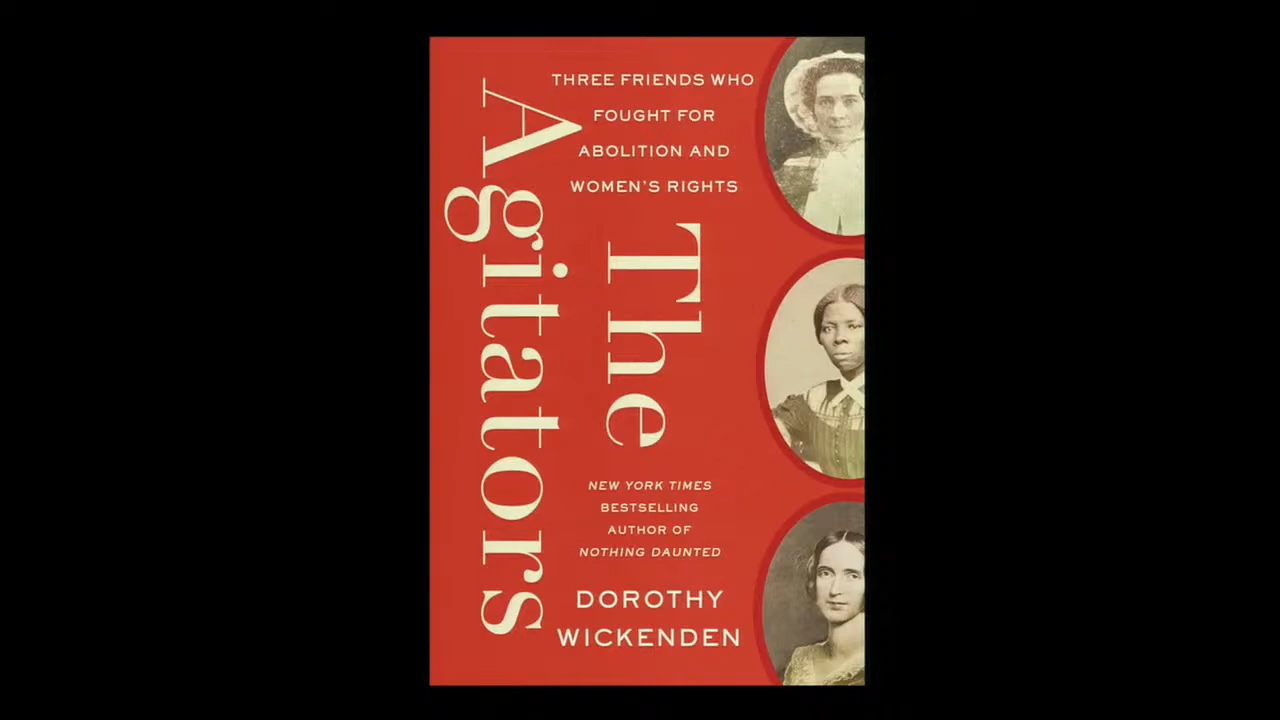 THREE FRIENDS WHO
FOUGHT FOR
ABOLITION AND
WOMEN'S RIGHTS
The
Agitators
NEW YORK TIMES
BESTSELLING
AUTHOR OF
NOTHING DAUNTED
DOROTHY
WICKENDEN